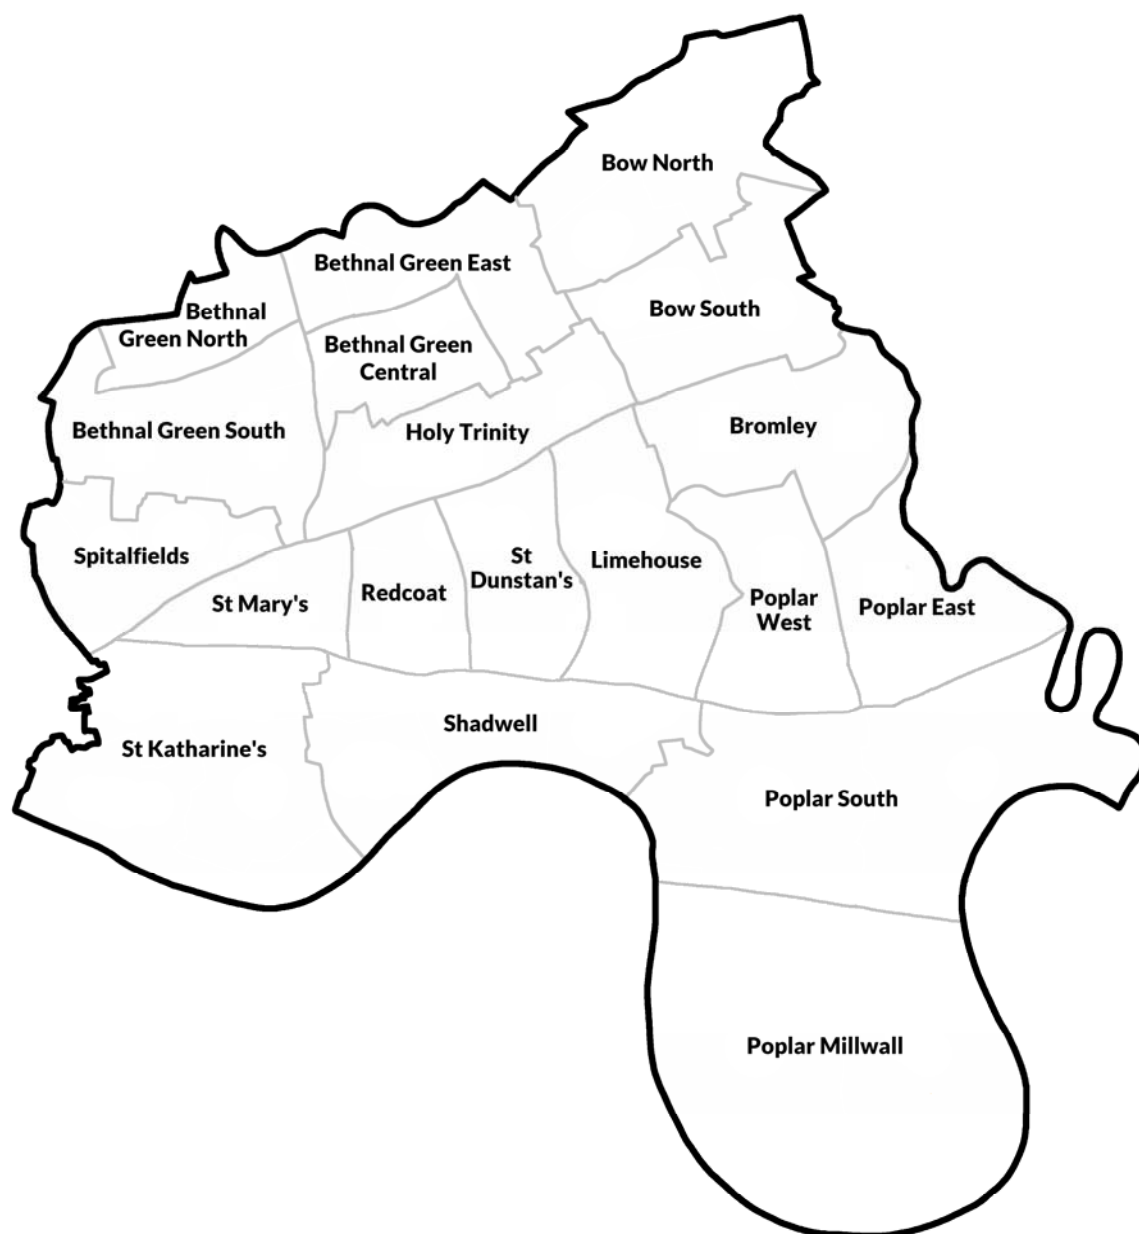 Bow North
Bethnal Green East
Bethnal
Green North
Bow South
Bethnal Green
Central
Bethnal Green South
Holy Trinity
Bromley
Spitalfields
St
Dunstan's
Limehouse
St Mary's
Redcoat
Poplar
West
Poplar East
Shadwell
St Katharine's
Poplar South
Poplar Millwall